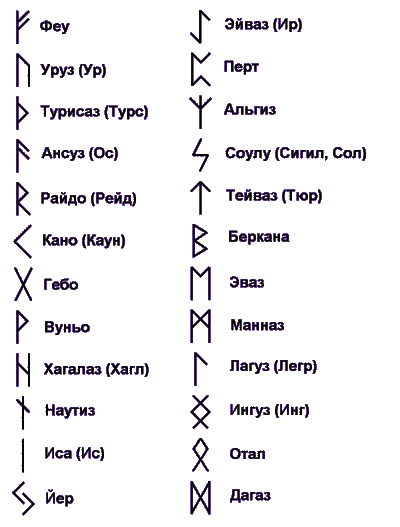 ᚠ Феу
ᚢ Уруз (Ур)
ᚦ Турисаз (Турс)
ᚨ Ансуз (Ос)
ᚱ Райдо (Рейд)
ᚲ Кано (Каун)
ᚷ Гебо
ᚹ Вуньо
ᚺ Хагалаз (Хагл)
ᚾ Наутиз
ᛁ Иса (Ис)
ᛃ Йер
ᛇ Эйваз (Ир)
ᛈ Перт
ᛉ Альгиз
ᛊ Соулу (Сигил, Сол)
ᛏ Тейваз (Тюр)
ᛒ Беркана
ᛖ Эваз
ᛗ Манназ
ᛚ Лагуз (Легр)
ᛝ Ингуз (Инг)
ᛟ Отал
ᛞ Дагаз